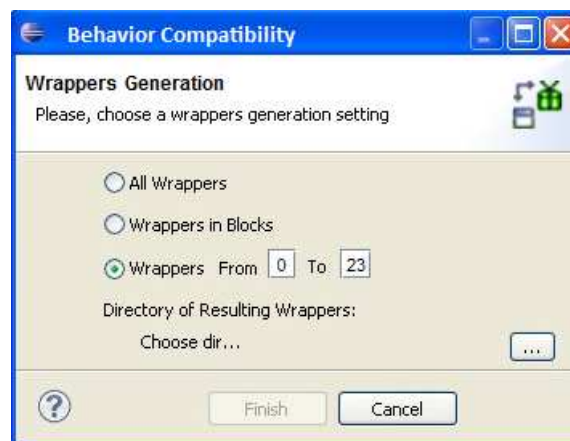 Behavior Compatibility
Wrappers Generation
Please, choose a wrappers generation setting
All Wrappers
Wrappers in Blocks
Wrappers From 0 To 23
Directory of Resulting Wrappers:
Choose dir...
...
?
Finish
Cancel